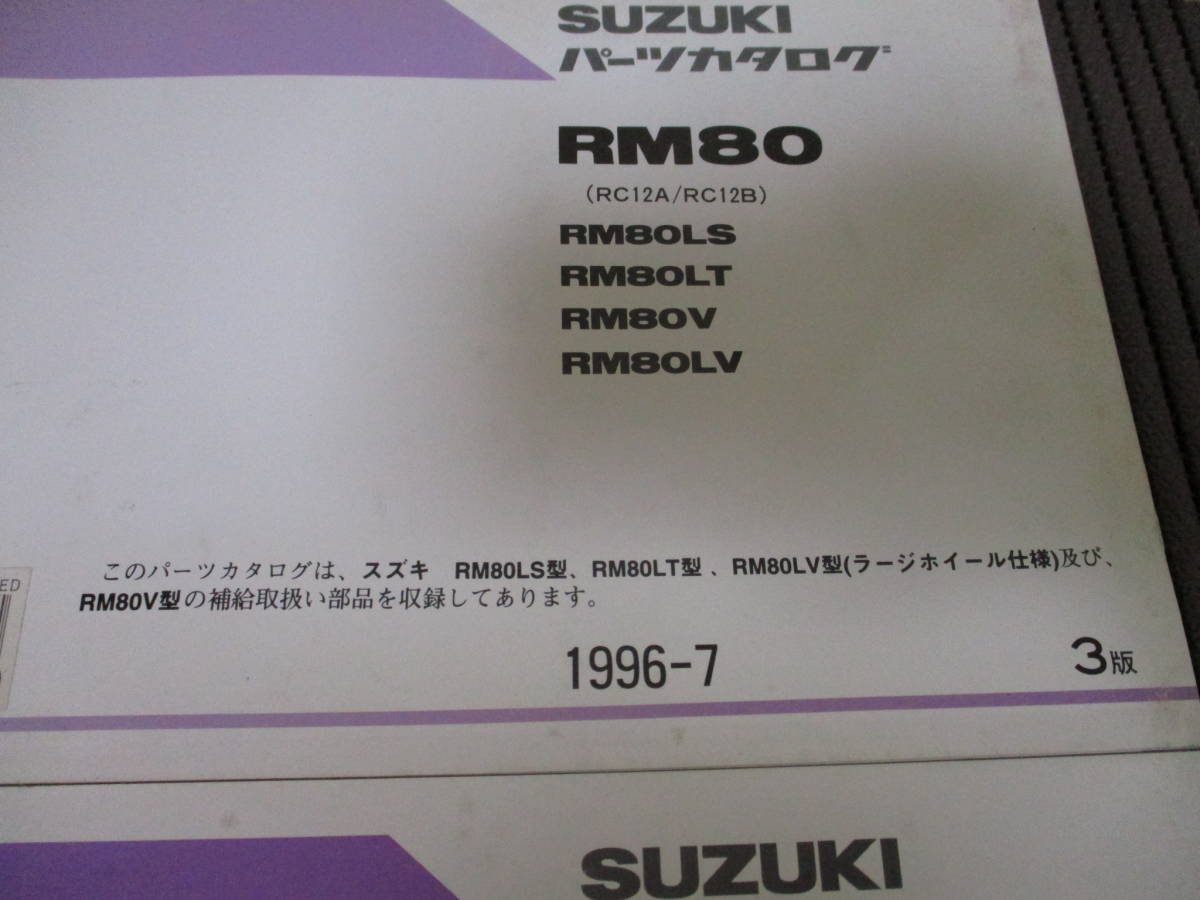 SUZUKI
パーツカタログ
RM80
(RC12A/RC12B)
RM80LS
RM80LT
RM80V
RM80LV
このパーツカタログは、スズキ RM80LS型、RM80LT型、RM80LV型(ラージホイール仕様)及び、
RM80V型の補給取扱い部品を収録してあります。
ED
1996-7
3版
SUZUKI